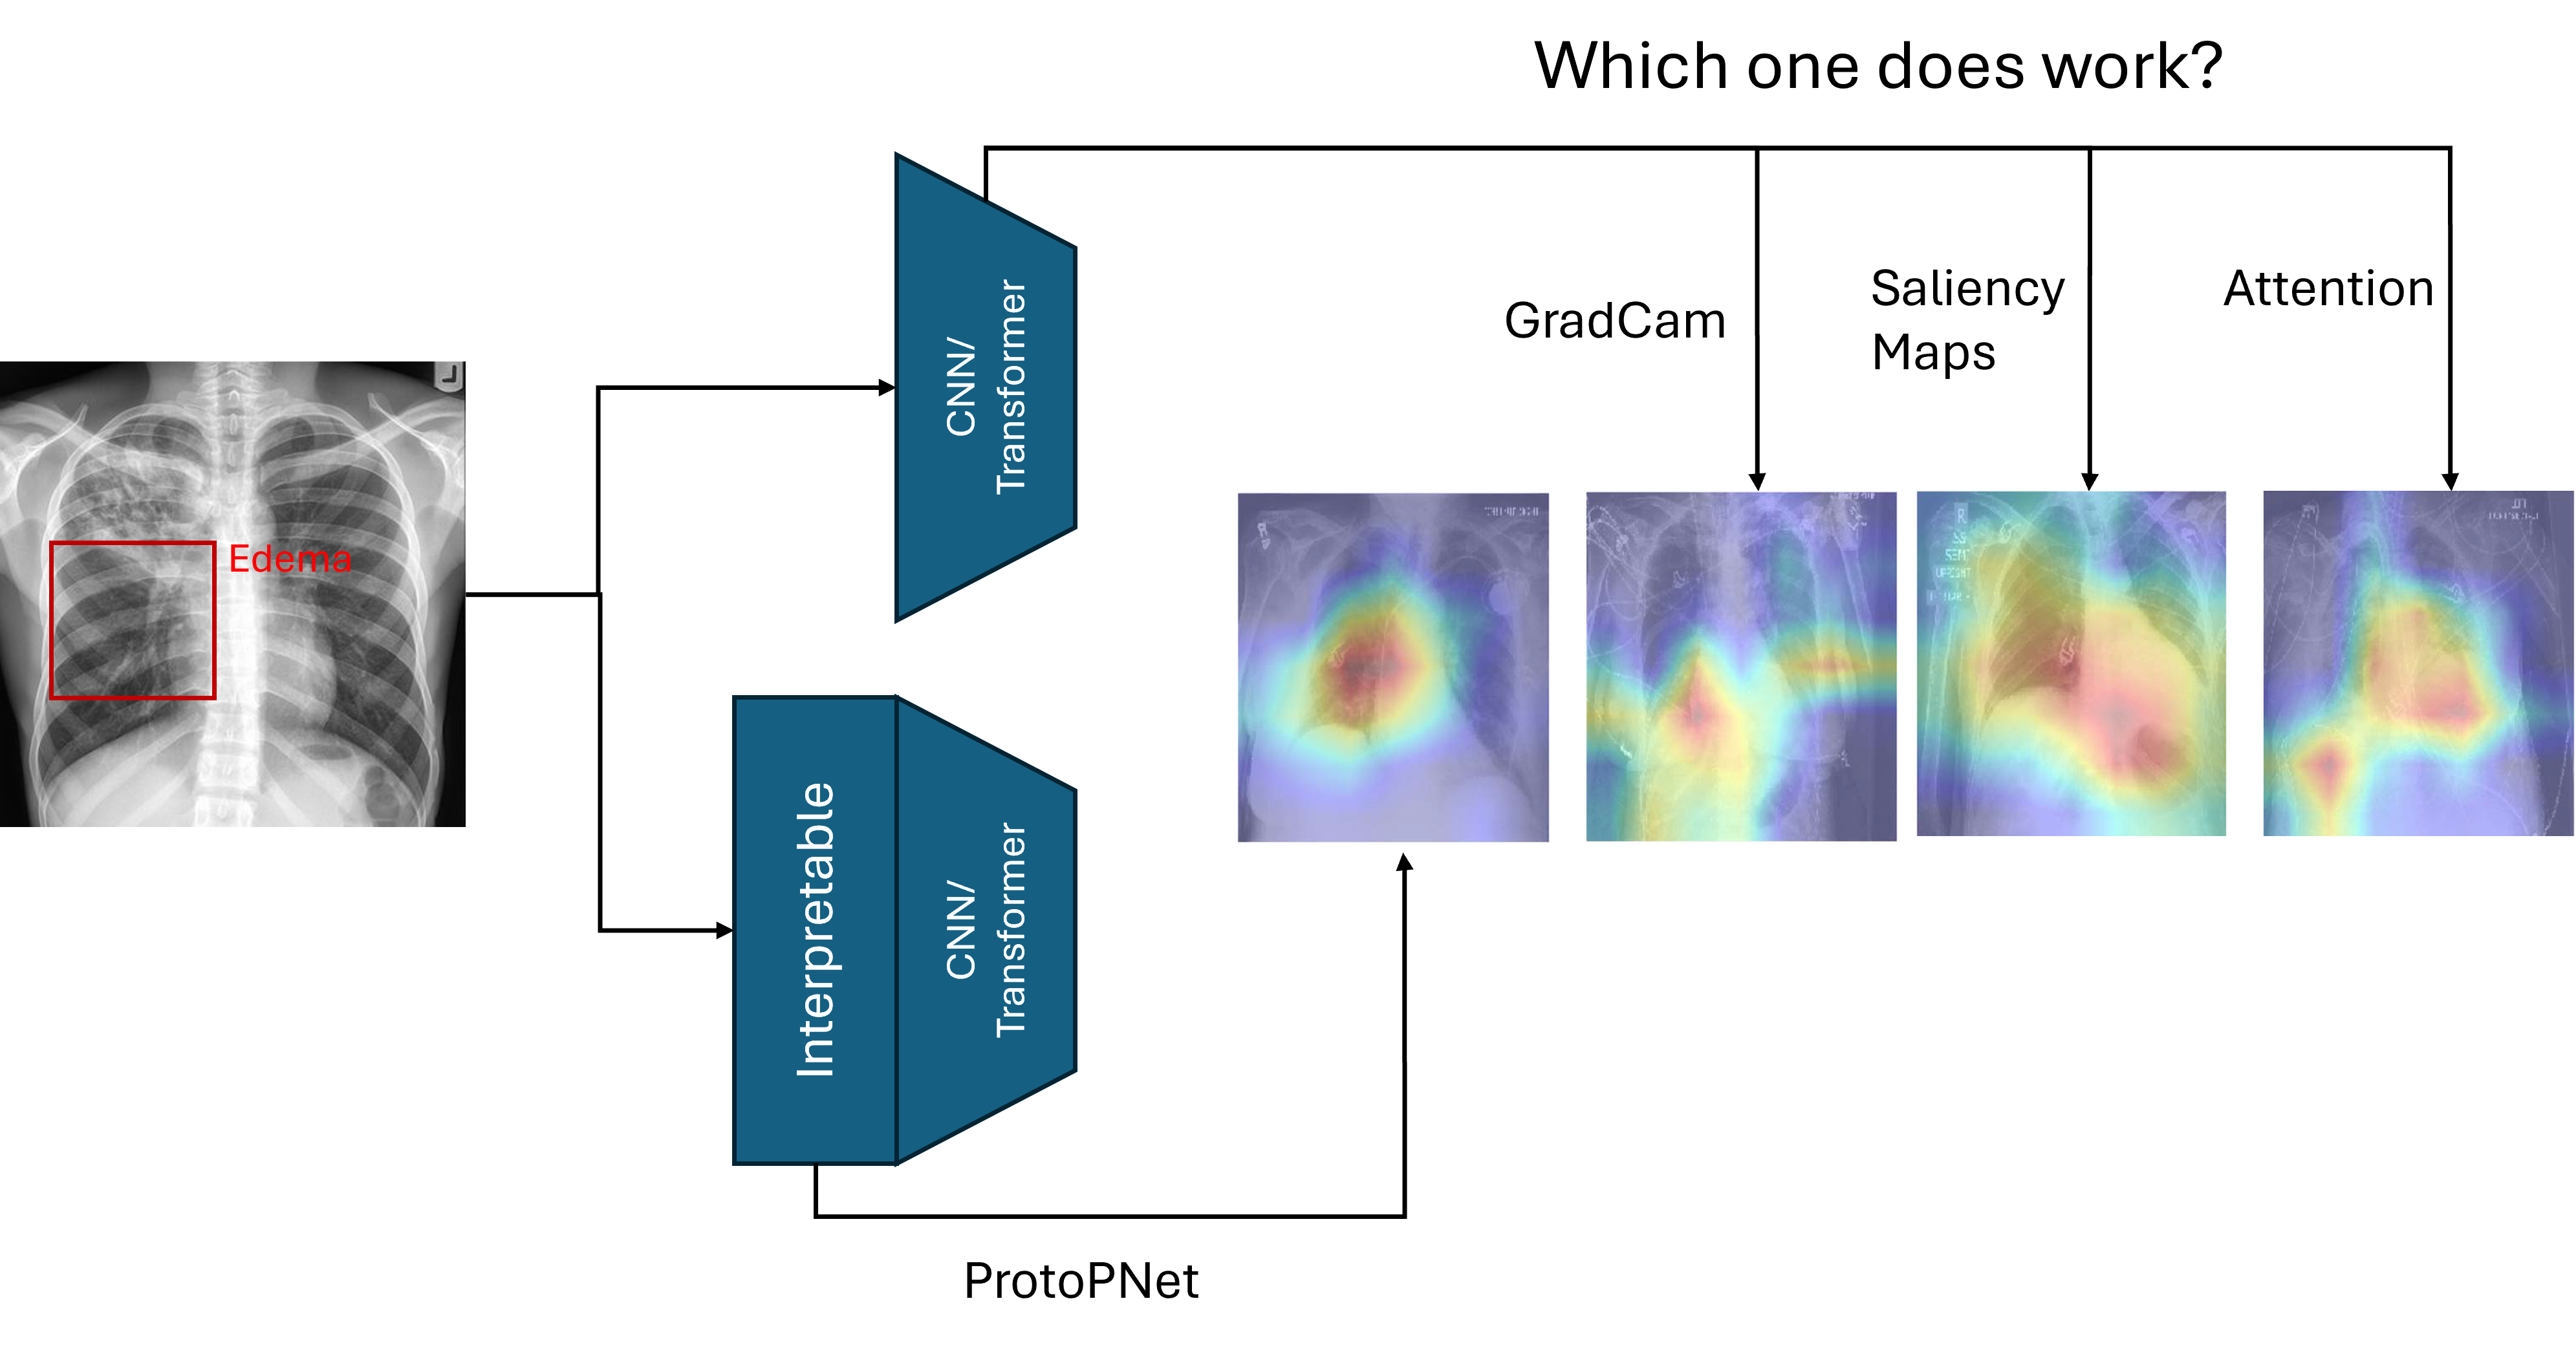 Which one does work?
CNN/
Transformer
GradCam
Saliency
Maps
Attention
L
Edema
R
Interpretable
CNN/
Transformer
ProtoPNet